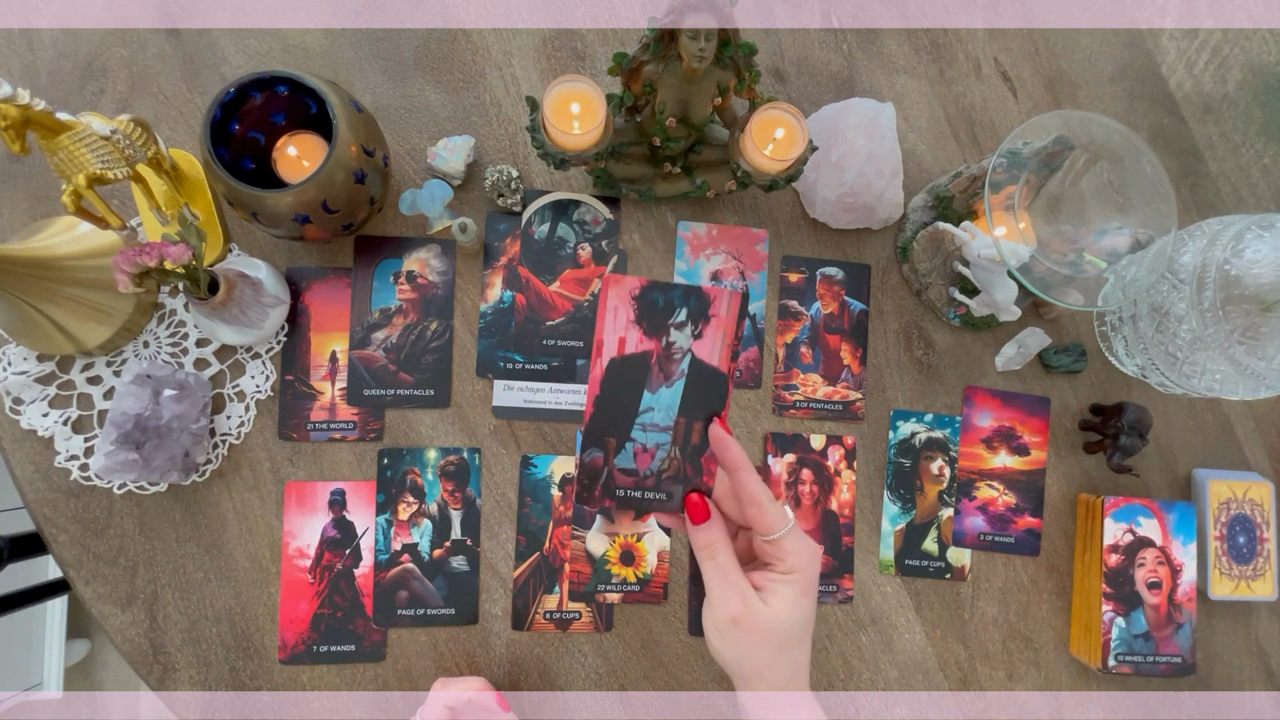 21 THE WORLD
QUEEN OF PENTACLES
4 OF SWORDS
10 OF WANDS
Die richtigen Antworten
15 THE DEVIL
3 OF PENTACLES
7 OF WANDS
PAGE OF SWORDS
8 OF CUPS
22 WILD CARD
PAGE OF CUPS
3 OF WANDS
10 WHEEL OF FORTUNE